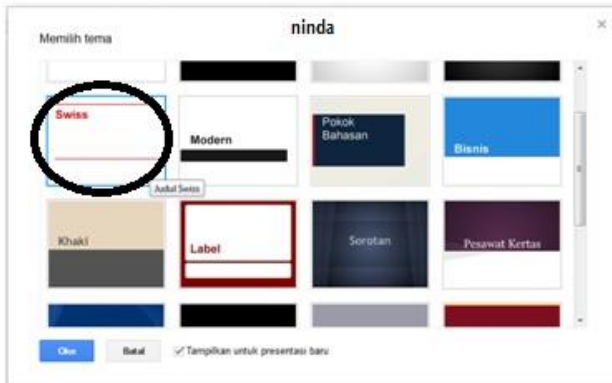 ninda
Memilih tema
Swiss
Modern
Pokok
Bahasan
Bisnis
Judul Swiss
Khaki
Label
Sorotan
Pesawat Kertas
Oke
Batal
Tampilkan untuk presentasi baru